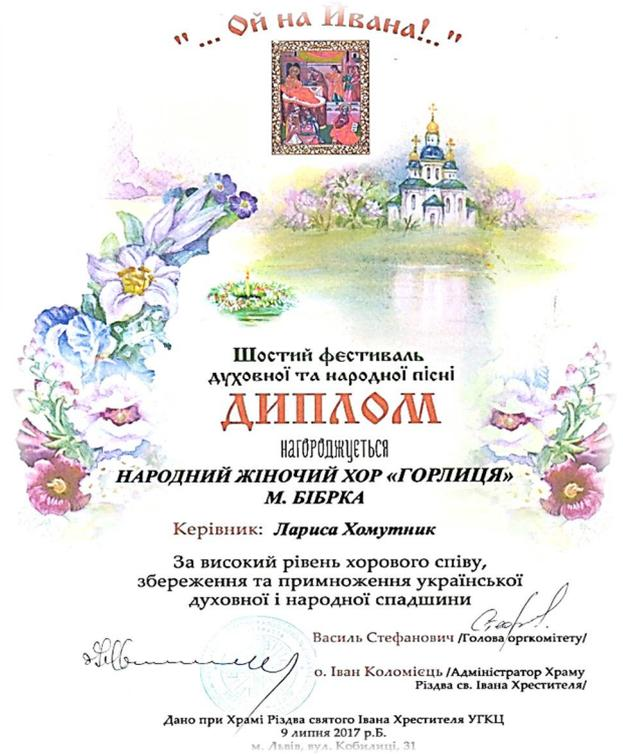 "... Ой на Йвана!.."
Шостий фестиваль
духовної та народної пісні
ДИПЛОМ
нагороджується
НАРОДНИЙ ЖІНОЧИЙ ХОР «ГОРЛИЦЯ»
М. БІБРКА
Керівник: Лариса Хомутник
За високий рівень хорового співу,
збереження та примноження української
духовної і народної спадшини
Василь Стефанович /Голова оргкомітету/
о. Іван Коломієць /Адміністратор Храму
Різдва св. Івана Хрестителя/
Дано при Храмі Різдва святого Івана Хрестителя УГКЦ
9 липня 2017 р.Б.
м. Львів, вул. Кобилиці, 31